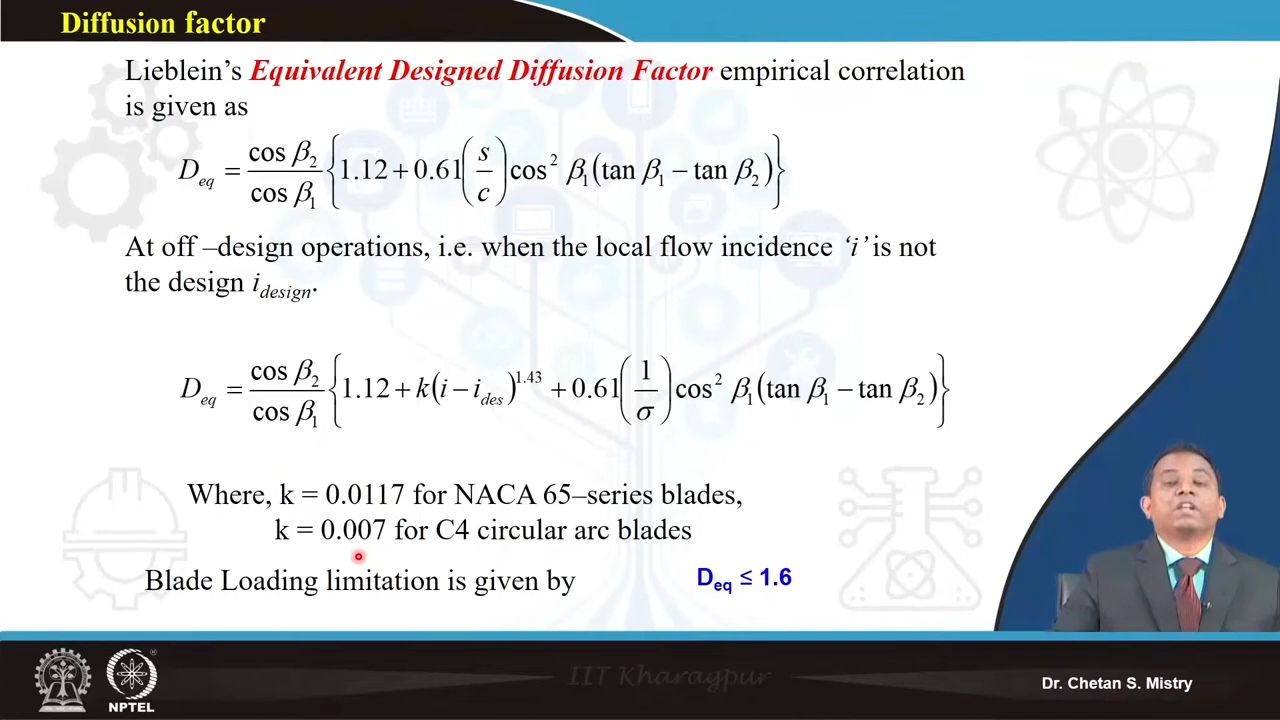 Diffusion factor
Lieblein's Equivalent Designed Diffusion Factor empirical correlation
is given as
D_eq = cos β₂ / cos β₁ {1.12 + 0.61 (s/c) cos² β₁ (tan β₁ − tan β₂)}
At off –design operations, i.e. when the local flow incidence ‘i’ is not
the design i_design.
D_eq = cos β₂ / cos β₁ {1.12 + k(i − i_des)^1.43 + 0.61 (1/σ) cos² β₁ (tan β₁ − tan β₂)}
Where, k = 0.0117 for NACA 65–series blades,
k = 0.007 for C4 circular arc blades
Blade Loading limitation is given by D_eq ≤ 1.6
IIT Kharagpur
Dr. Chetan S. Mistry
NPTEL